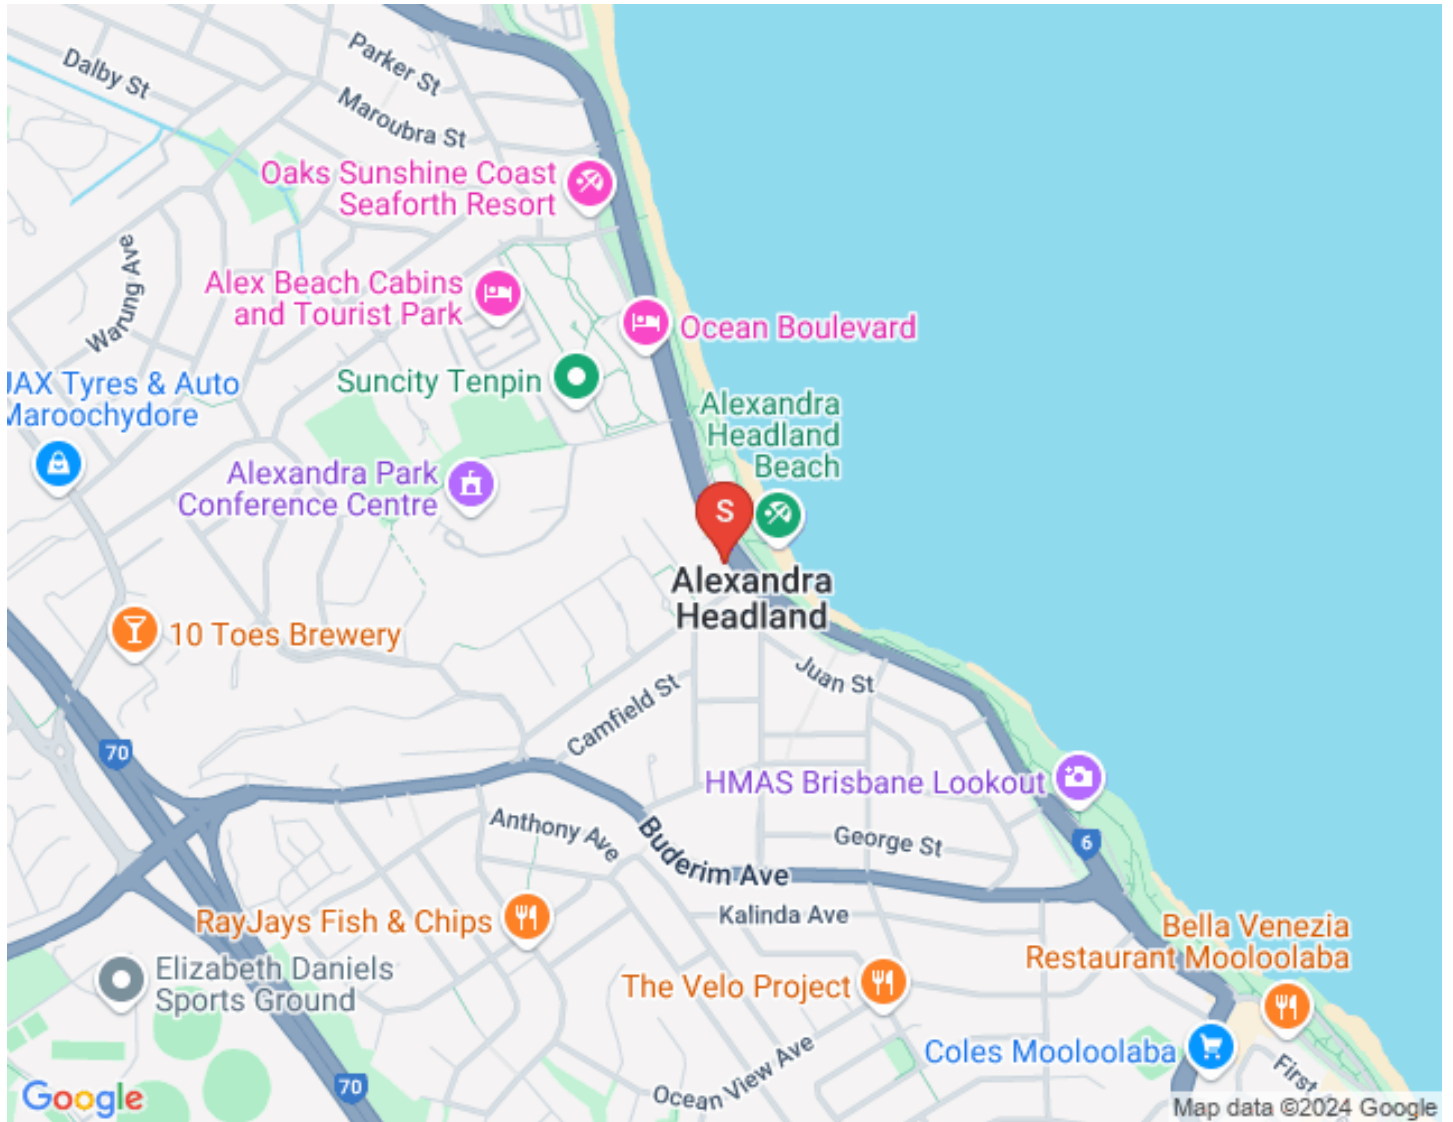 Parker St
Dalby St
Maroubra St
Oaks Sunshine Coast
Seaforth Resort
Warung Ave
Alex Beach Cabins
and Tourist Park
Ocean Boulevard
JAX Tyres & Auto
Maroochydore
Suncity Tenpin
Alexandra
Headland
Beach
Alexandra Park
Conference Centre
S
Alexandra
Headland
10 Toes Brewery
Juan St
Camfield St
70
HMAS Brisbane Lookout
Anthony Ave
Buderim Ave
George St
6
Kalinda Ave
RayJays Fish & Chips
Bella Venezia
Restaurant Mooloolaba
Elizabeth Daniels
Sports Ground
The Velo Project
Coles Mooloolaba
Ocean View Ave
First
70
Google
Map data ©2024 Google